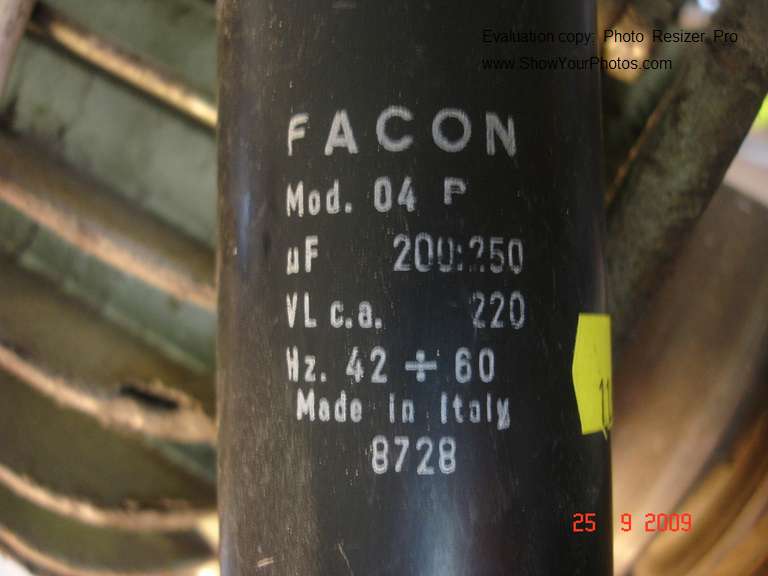 Evaluation copy: Photo Resizer Pro
www.ShowYourPhotos.com
FACON
Mod. 04 P
µF 200:250
VL c.a. 220
Hz. 42 ÷ 60
Made in Italy
8728
25 9 2009